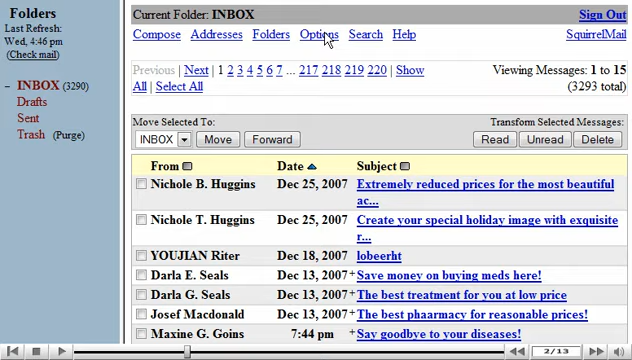 Folders
Last Refresh:
Wed, 4:46 pm
(Check mail)
– INBOX (3290)
Drafts
Sent
Trash (Purge)
Current Folder: INBOX Sign Out
Compose Addresses Folders Options Search Help SquirrelMail
Previous | Next | 1 2 3 4 5 6 7 ... 217 218 219 220 | Show
All | Select All
Viewing Messages: 1 to 15
(3293 total)
Move Selected To: Transform Selected Messages:
INBOX Move Forward Read Unread Delete
From Date Subject
Nichole B. Huggins Dec 25, 2007 Extremely reduced prices for the most beautiful
ac...
Nichole T. Huggins Dec 25, 2007 Create your special holiday image with exquisite
r...
YOUJIAN Riter Dec 18, 2007 lobeerht
Darla E. Seals Dec 13, 2007 + Save money on buying meds here!
Darla G. Seals Dec 13, 2007 The best treatment for you at low price
Josef Macdonald Dec 13, 2007 The best pharmacy for reasonable prices!
Maxine G. Goins 7:44 pm + Say goodbye to your diseases!
2/13